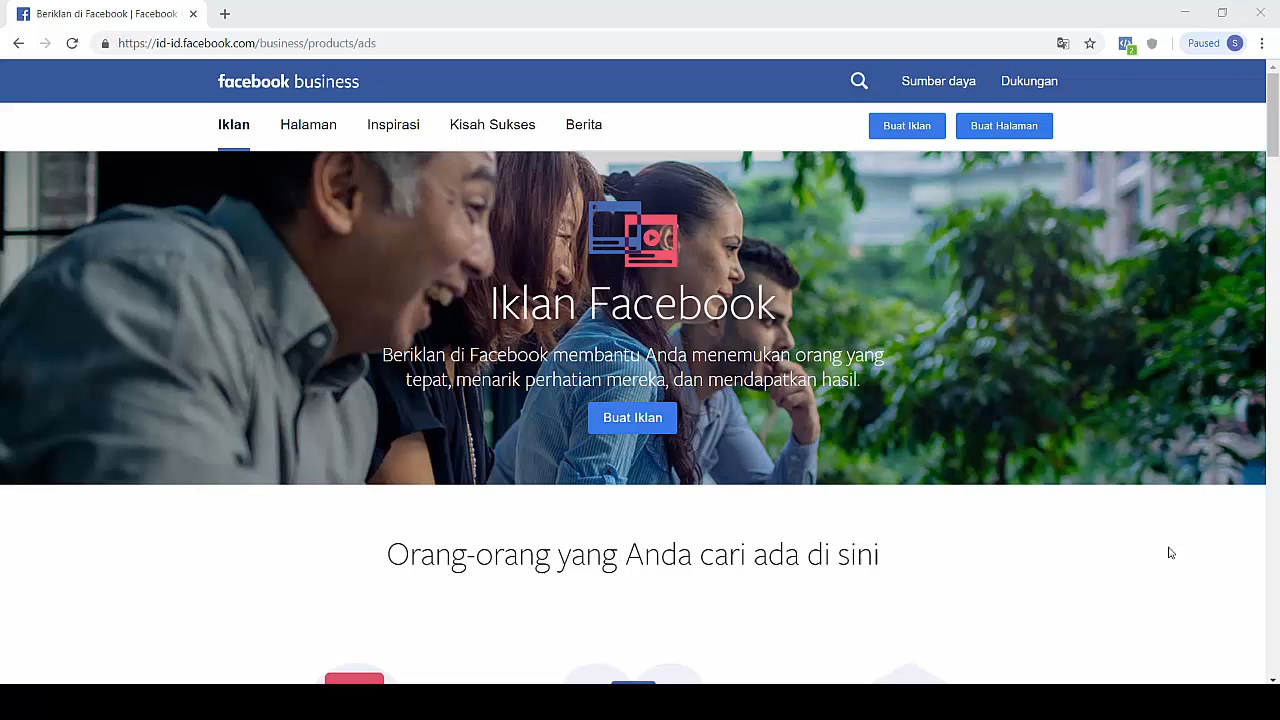 Beriklan di Facebook | Facebook
https://id-id.facebook.com/business/products/ads
2
Paused S
facebook business
Sumber daya Dukungan
Iklan Halaman Inspirasi Kisah Sukses Berita Buat Iklan Buat Halaman
Iklan Facebook
Beriklan di Facebook membantu Anda menemukan orang yang
tepat, menarik perhatian mereka, dan mendapatkan hasil.
Buat Iklan
Orang-orang yang Anda cari ada di sini